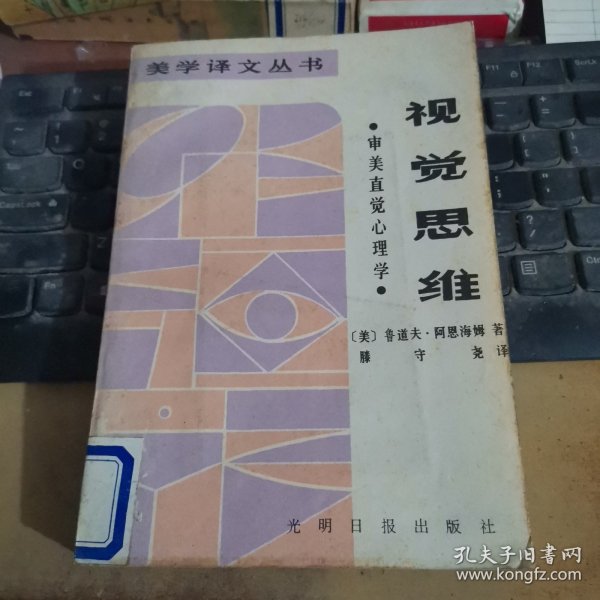 美学译文丛书
视觉思维
•审美直觉心理学•
〔美〕鲁道夫·阿恩海姆 著
滕守尧 译
光明日报出版社
孔夫子旧书网
www.kongfz.com